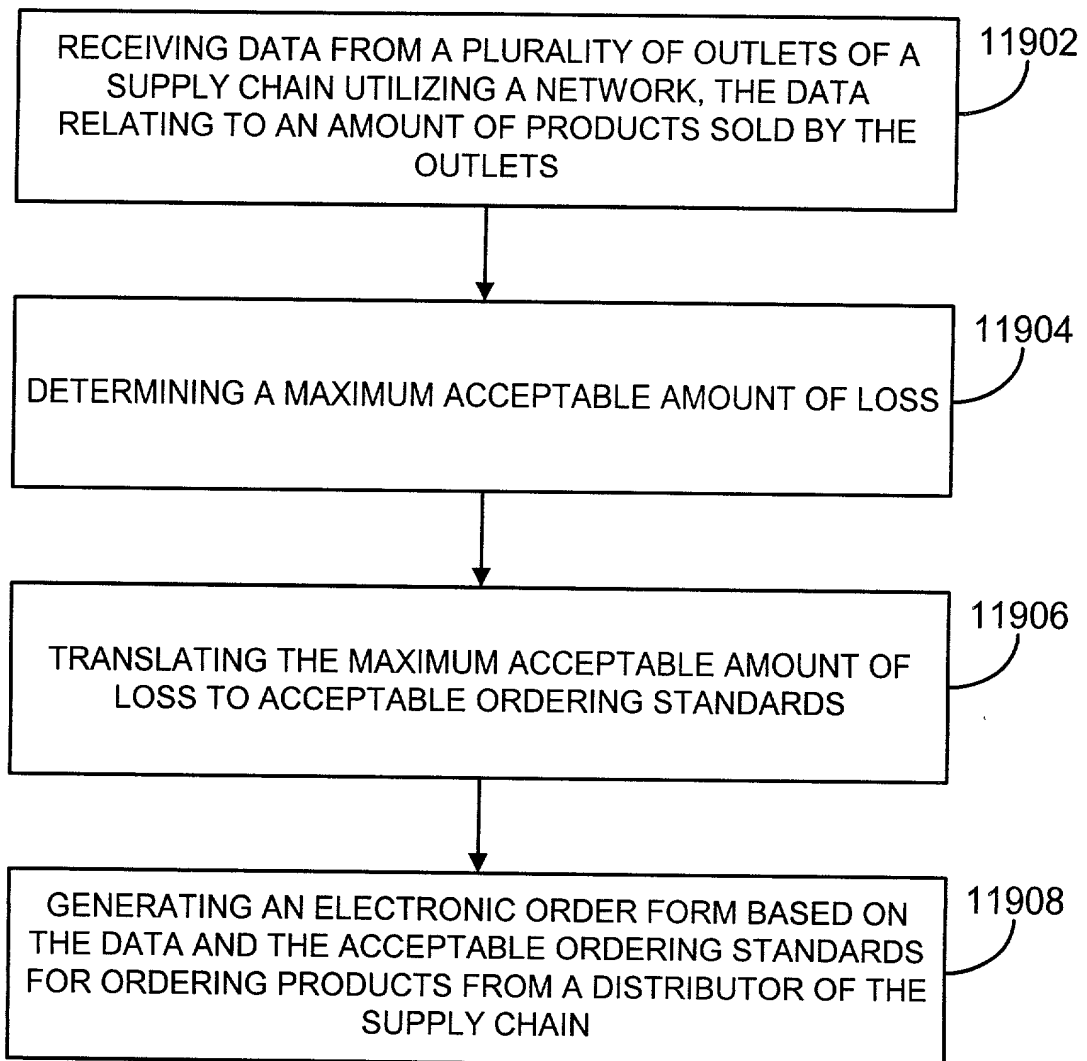 RECEIVING DATA FROM A PLURALITY OF OUTLETS OF A
SUPPLY CHAIN UTILIZING A NETWORK, THE DATA
RELATING TO AN AMOUNT OF PRODUCTS SOLD BY THE
OUTLETS
11902
DETERMINING A MAXIMUM ACCEPTABLE AMOUNT OF LOSS
11904
TRANSLATING THE MAXIMUM ACCEPTABLE AMOUNT OF
LOSS TO ACCEPTABLE ORDERING STANDARDS
11906
GENERATING AN ELECTRONIC ORDER FORM BASED ON
THE DATA AND THE ACCEPTABLE ORDERING STANDARDS
FOR ORDERING PRODUCTS FROM A DISTRIBUTOR OF THE
SUPPLY CHAIN
11908